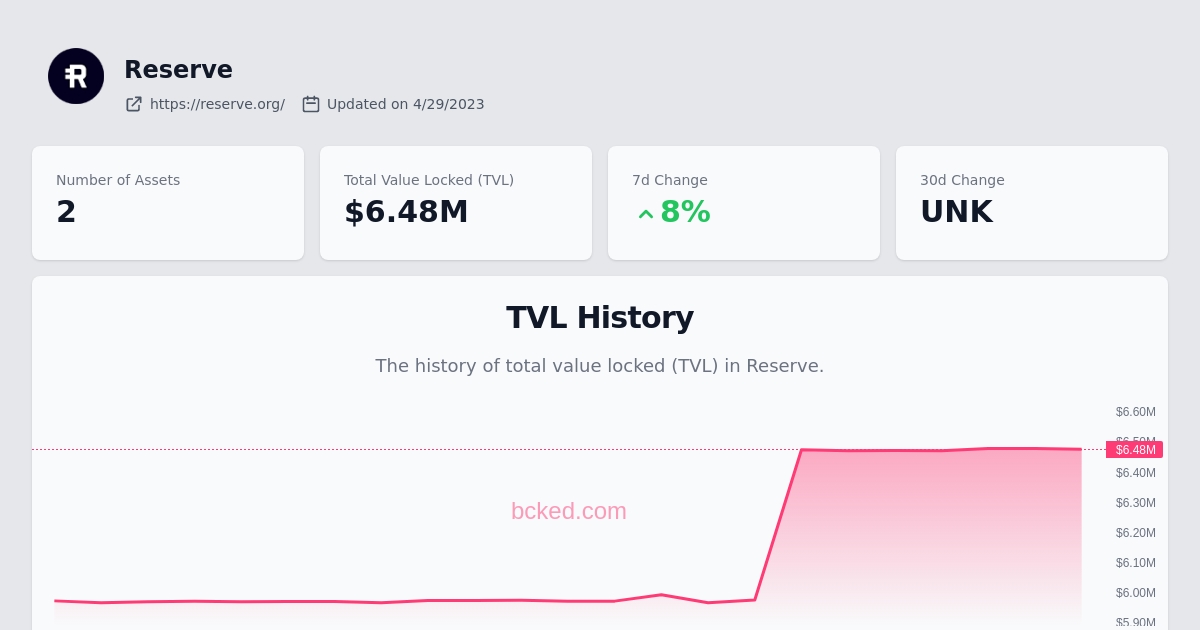 Reserve
https://reserve.org/ Updated on 4/29/2023
Number of Assets
2
Total Value Locked (TVL)
$6.48M
7d Change
8%
30d Change
UNK
TVL History
The history of total value locked (TVL) in Reserve.
$6.60M
$6.50M
$6.48M
$6.40M
bcked.com
$6.30M
$6.20M
$6.10M
$6.00M
$5.90M